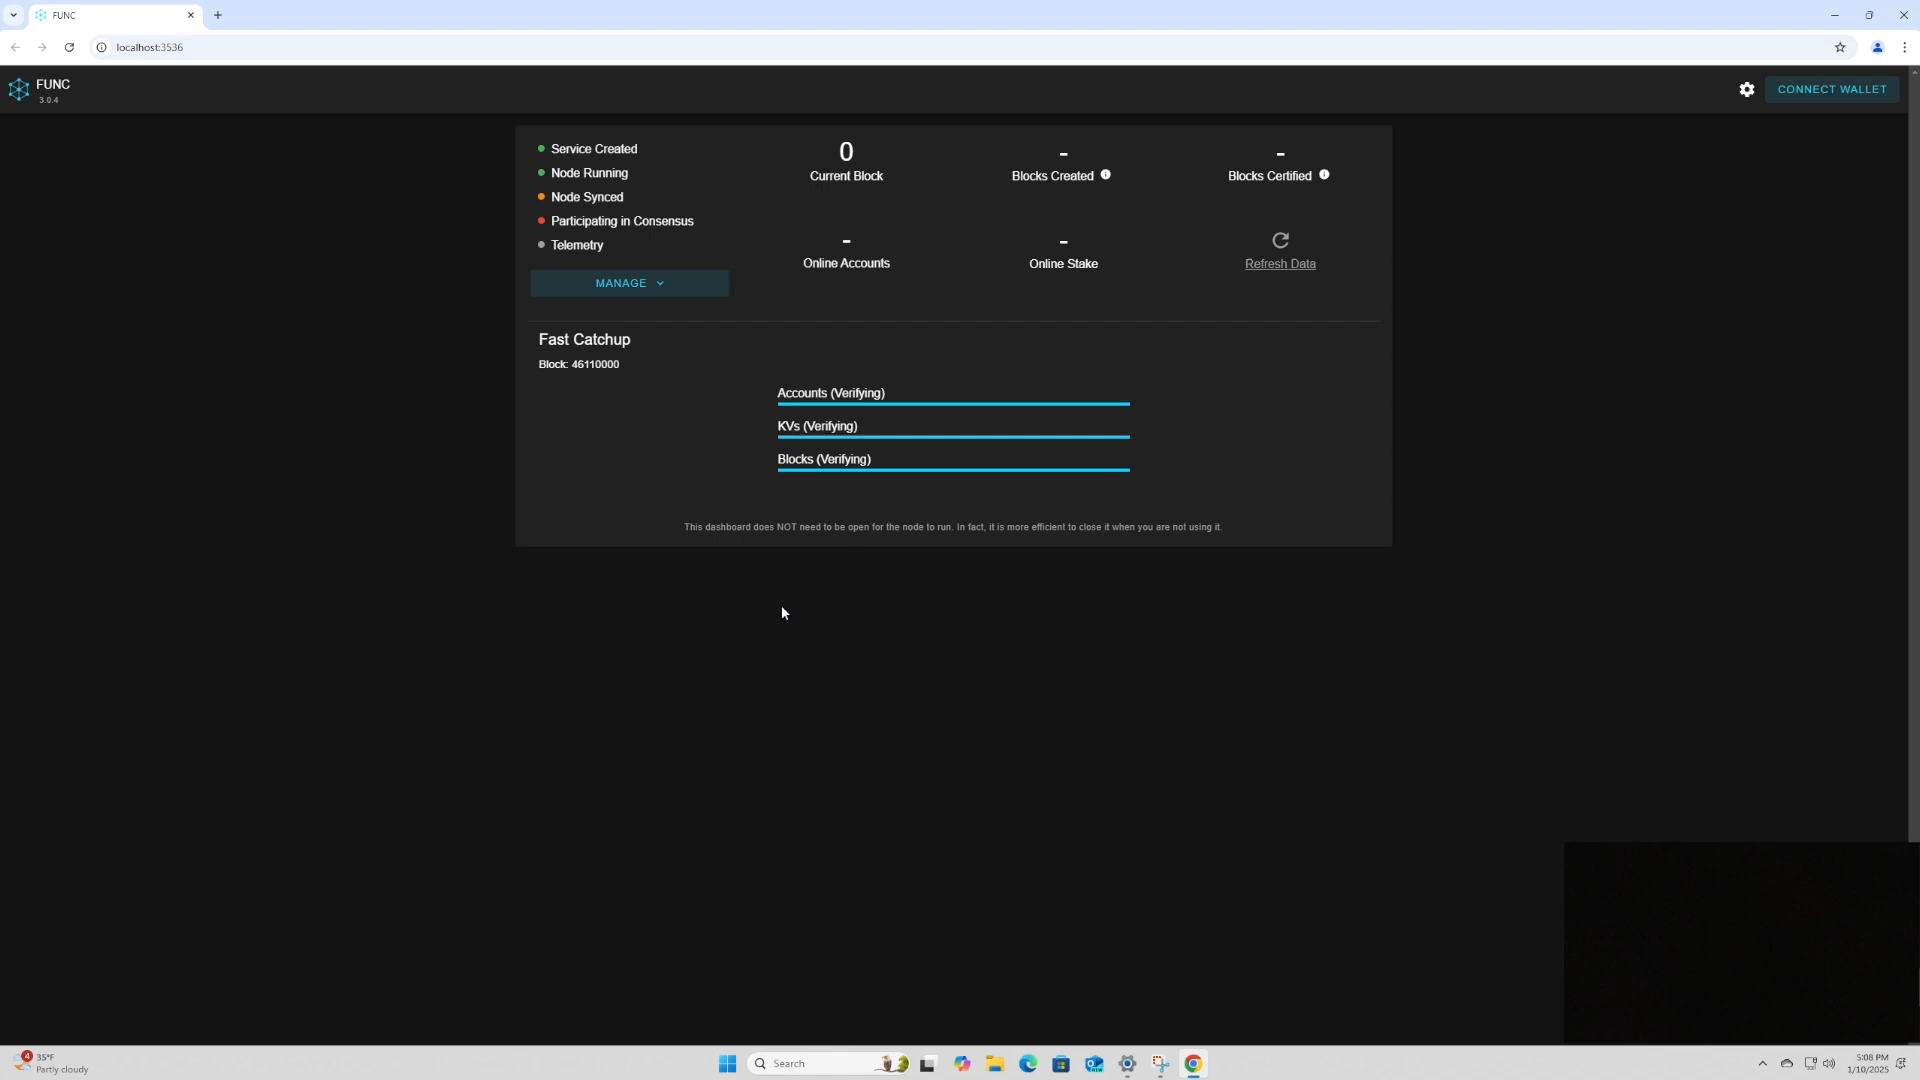 FUNC
localhost:3536
FUNC
3.0.4
CONNECT WALLET
Service Created
Node Running
Node Synced
Participating in Consensus
Telemetry
MANAGE
0
Current Block
-
Blocks Created
-
Blocks Certified
-
Online Accounts
-
Online Stake
Refresh Data
Fast Catchup
Block: 46110000
Accounts (Verifying)
KVs (Verifying)
Blocks (Verifying)
This dashboard does NOT need to be open for the node to run. In fact, it is more efficient to close it when you are not using it.
4
35°F
Partly cloudy
Search
5:08 PM
1/10/2025